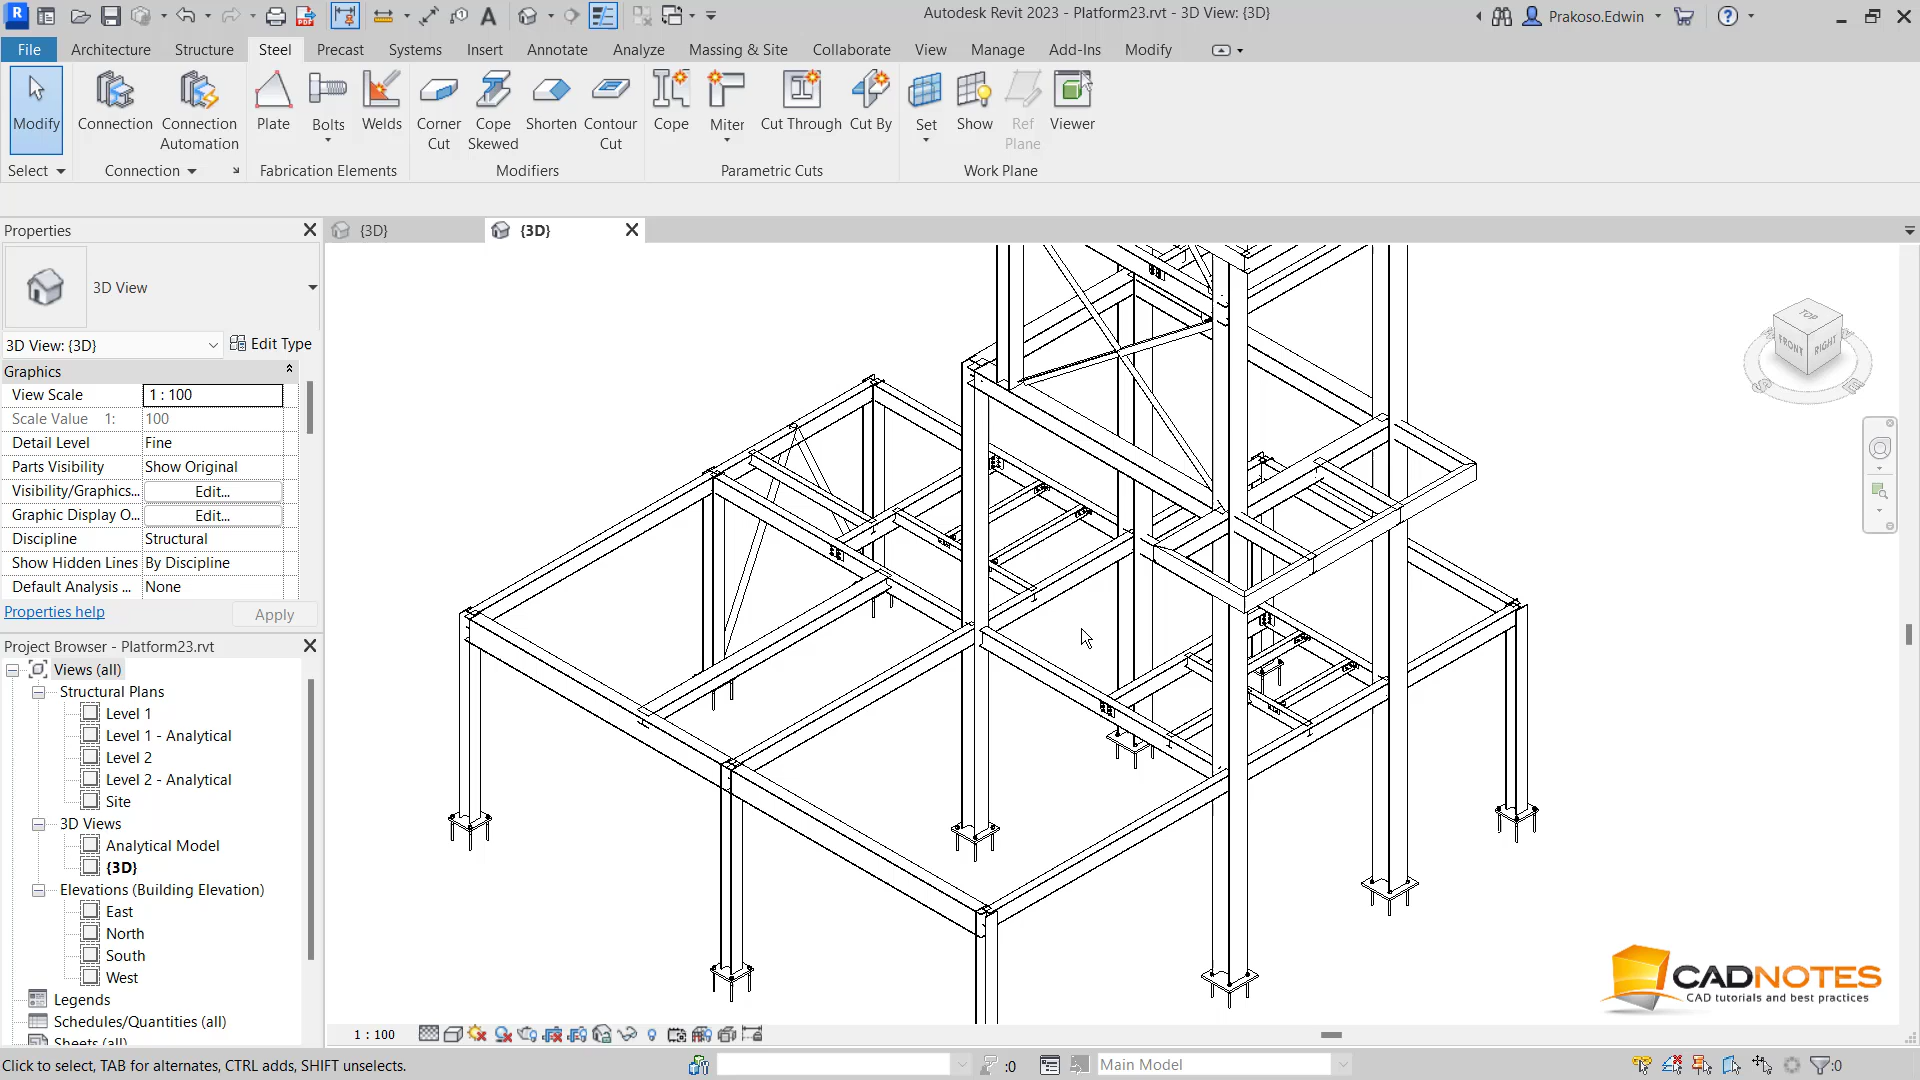 Autodesk Revit 2023 - Platform23.rvt - 3D View: {3D}
Prakoso.Edwin
File Architecture Structure Steel Precast Systems Insert Annotate Analyze Massing & Site Collaborate View Manage Add-Ins Modify
Modify
Connection
Connection Automation
Plate
Bolts
Welds
Corner Cut
Cope Skewed
Shorten
Contour Cut
Cope
Miter
Cut Through
Cut By
Set
Show
Ref Plane
Viewer
Select
Connection
Fabrication Elements
Modifiers
Parametric Cuts
Work Plane
Properties
{3D}
{3D}
3D View
3D View: {3D}
Edit Type
Graphics
View Scale 1 : 100
Scale Value 1: 100
Detail Level Fine
Parts Visibility Show Original
Visibility/Graphics... Edit...
Graphic Display O... Edit...
Discipline Structural
Show Hidden Lines By Discipline
Default Analysis ... None
Properties help
Apply
Project Browser - Platform23.rvt
Views (all)
Structural Plans
Level 1
Level 1 - Analytical
Level 2
Level 2 - Analytical
Site
3D Views
Analytical Model
{3D}
Elevations (Building Elevation)
East
North
South
West
Legends
Schedules/Quantities (all)
Sheets (all)
TOP
FRONT
RIGHT
S
E
CADNOTES
CAD tutorials and best practices
1 : 100
Click to select, TAB for alternates, CTRL adds, SHIFT unselects.
:0
Main Model
:0